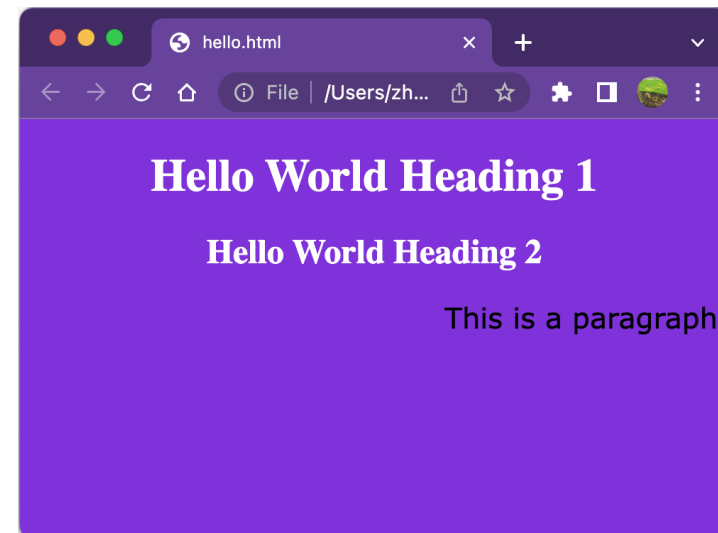 hello.html
File /Users/zh...
Hello World Heading 1
Hello World Heading 2
This is a paragraph